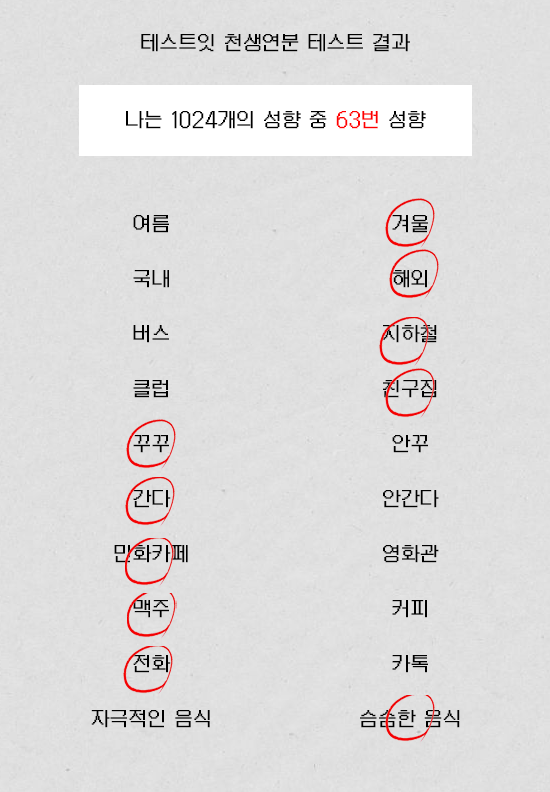 테스트잇 천생연분 테스트 결과
나는 1024개의 성향 중 63번 성향
여름 겨울
국내 해외
버스 지하철
클럽 친구집
꾸꾸 안꾸
간다 안간다
만화카페 영화관
맥주 커피
전화 카톡
자극적인 음식 슴슴한 음식